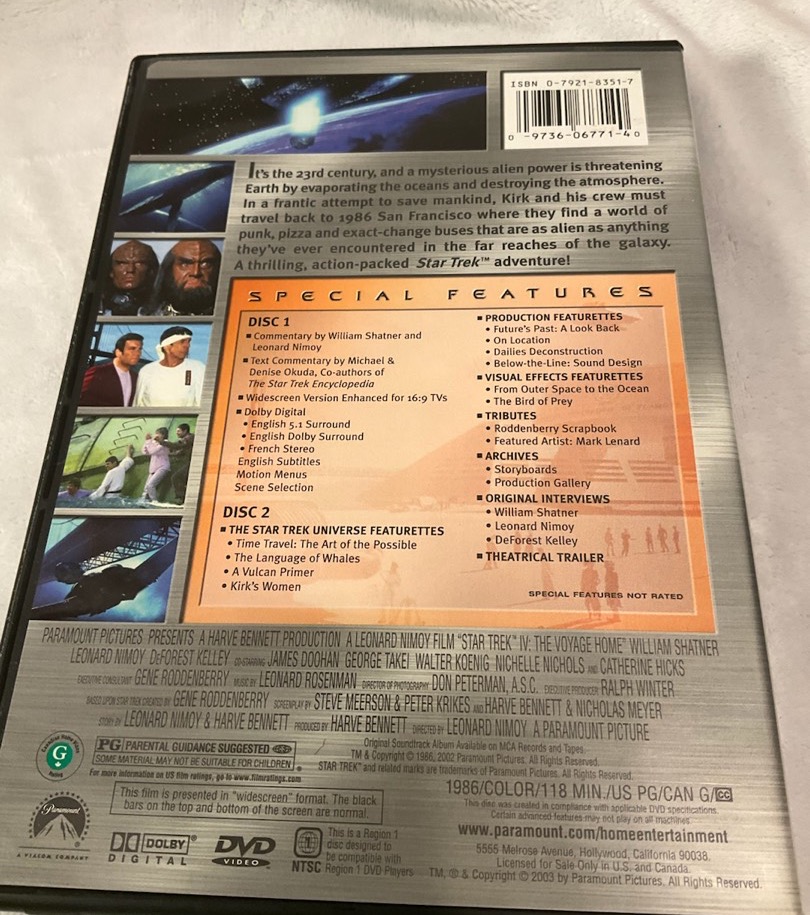 ISBN 0-7921-8351-7
0 -9736-06771-4 0
It's the 23rd century, and a mysterious alien power is threatening
Earth by evaporating the oceans and destroying the atmosphere.
In a frantic attempt to save mankind, Kirk and his crew must
travel back to 1986 San Francisco where they find a world of
punk, pizza and exact-change buses that are as alien as anything
they've ever encountered in the far reaches of the galaxy.
A thrilling, action-packed Star Trek™ adventure!
SPECIAL FEATURES
DISC 1
▪ Commentary by William Shatner and
Leonard Nimoy
▪ Text Commentary by Michael &
Denise Okuda, Co-authors of
The Star Trek Encyclopedia
▪ Widescreen Version Enhanced for 16:9 TVs
▪ Dolby Digital
• English 5.1 Surround
• English Dolby Surround
• French Stereo
English Subtitles
Motion Menus
Scene Selection
DISC 2
▪ THE STAR TREK UNIVERSE FEATURETTES
• Time Travel: The Art of the Possible
• The Language of Whales
• A Vulcan Primer
• Kirk's Women
▪ PRODUCTION FEATURETTES
• Future's Past: A Look Back
• On Location
• Dailies Deconstruction
• Below-the-Line: Sound Design
▪ VISUAL EFFECTS FEATURETTES
• From Outer Space to the Ocean
• The Bird of Prey
▪ TRIBUTES
• Roddenberry Scrapbook
• Featured Artist: Mark Lenard
▪ ARCHIVES
• Storyboards
• Production Gallery
▪ ORIGINAL INTERVIEWS
• William Shatner
• Leonard Nimoy
• DeForest Kelley
▪ THEATRICAL TRAILER
SPECIAL FEATURES NOT RATED
PARAMOUNT PICTURES PRESENTS A HARVE BENNETT PRODUCTION A LEONARD NIMOY FILM "STAR TREK™ IV: THE VOYAGE HOME" WILLIAM SHATNER
LEONARD NIMOY DeFOREST KELLEY CO-STARRING JAMES DOOHAN GEORGE TAKEI WALTER KOENIG NICHELLE NICHOLS AND CATHERINE HICKS
EXECUTIVE CONSULTANT GENE RODDENBERRY MUSIC BY LEONARD ROSENMAN DIRECTOR OF PHOTOGRAPHY DON PETERMAN, A.S.C. EXECUTIVE PRODUCER RALPH WINTER
BASED UPON STAR TREK CREATED BY GENE RODDENBERRY SCREENPLAY BY STEVE MEERSON & PETER KRIKES AND HARVE BENNETT & NICHOLAS MEYER
STORY BY LEONARD NIMOY & HARVE BENNETT PRODUCED BY HARVE BENNETT DIRECTED BY LEONARD NIMOY A PARAMOUNT PICTURE
G
PG PARENTAL GUIDANCE SUGGESTED
SOME MATERIAL MAY NOT BE SUITABLE FOR CHILDREN
For more information on US film ratings, go to www.filmratings.com
Original Soundtrack Album Available on MCA Records and Tapes.
TM & Copyright © 1986, 2002 Paramount Pictures. All Rights Reserved.
STAR TREK™ and related marks are trademarks of Paramount Pictures. All Rights Reserved.
This film is presented in "widescreen" format. The black
bars on the top and bottom of the screen are normal.
1986/COLOR/118 MIN./US PG/CAN G/CC
This disc was created in compliance with applicable DVD specifications.
Certain advanced features may not play on all machines.
www.paramount.com/homeentertainment
5555 Melrose Avenue, Hollywood, California 90038.
Licensed for Sale Only in U.S. and Canada.
TM, ® & Copyright © 2003 by Paramount Pictures. All Rights Reserved.
Paramount
A VIACOM COMPANY
DOLBY
DIGITAL
DVD
VIDEO
1
NTSC
This is a Region 1
disc designed to
be compatible with
Region 1 DVD Players